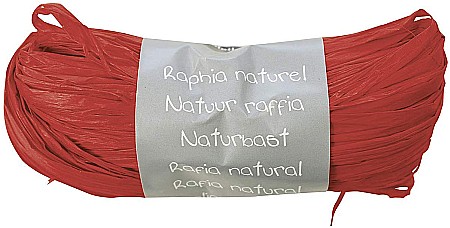 Raphia naturel
Natuur raffia
Naturbast
Rafia natural
Rafia natural